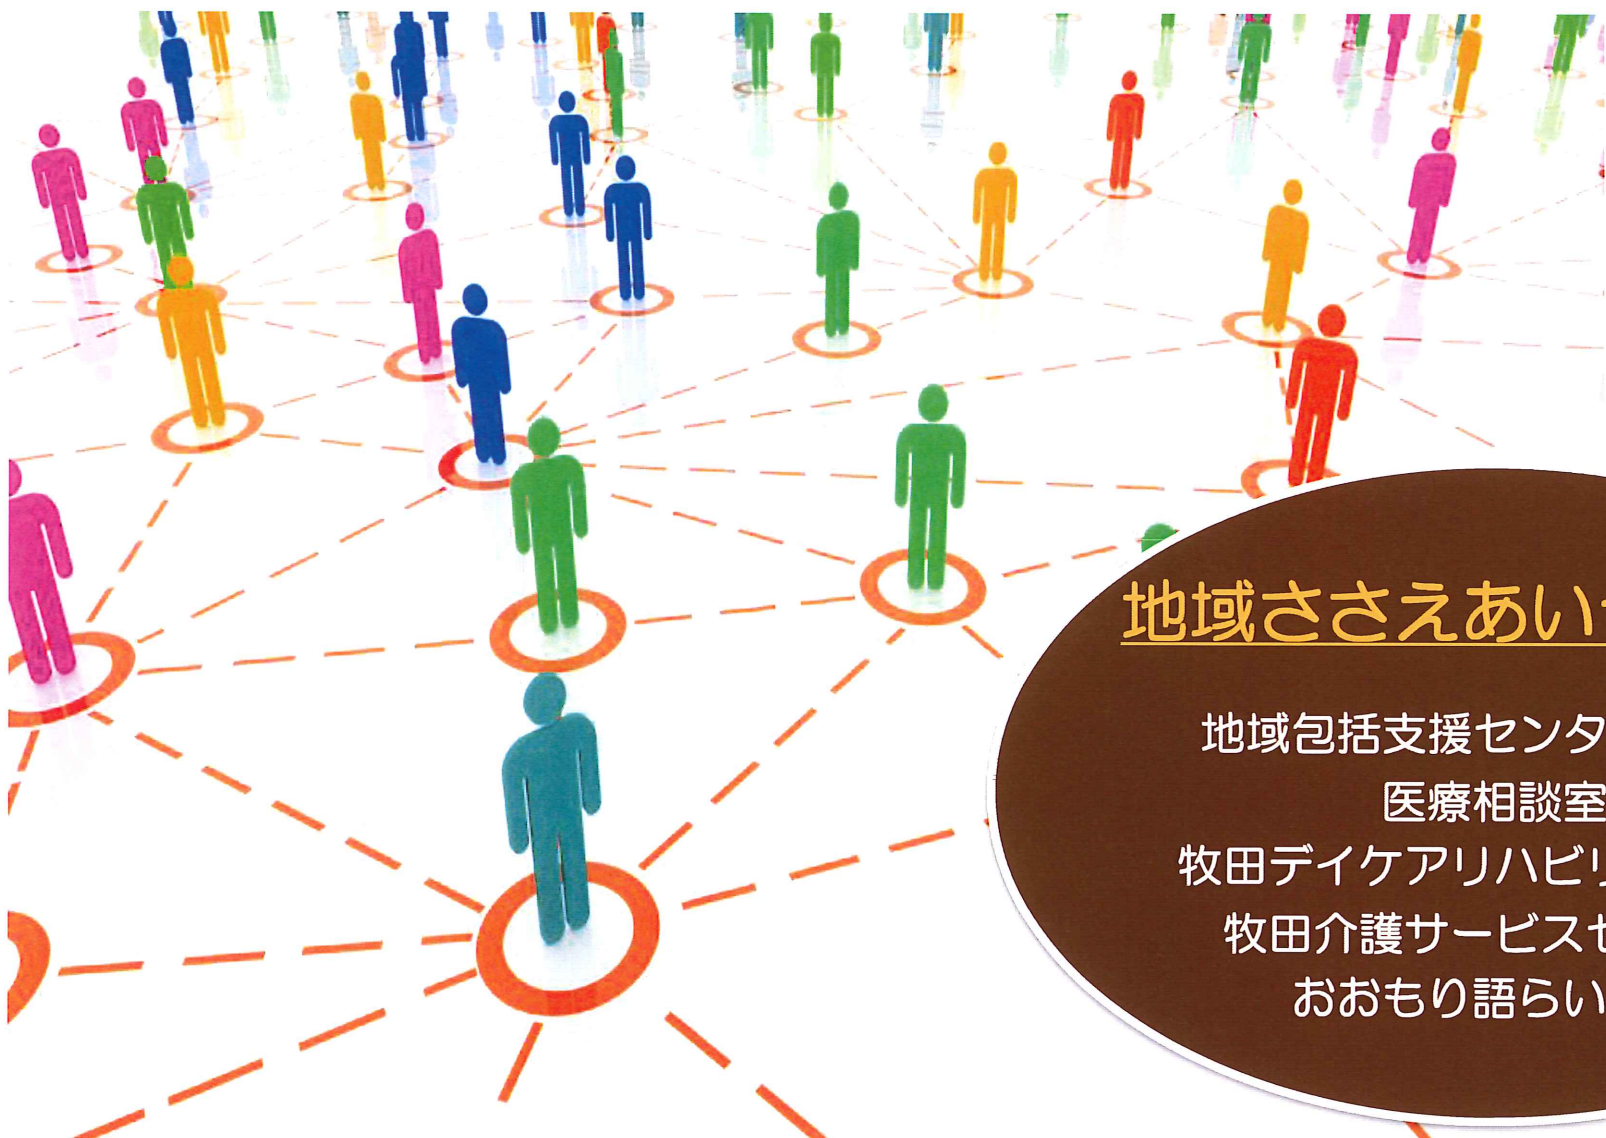 地域ささえあい
地域包括支援センタ
医療相談室
牧田デイケアリハビリ
牧田介護サービスセ
おおもり語らい